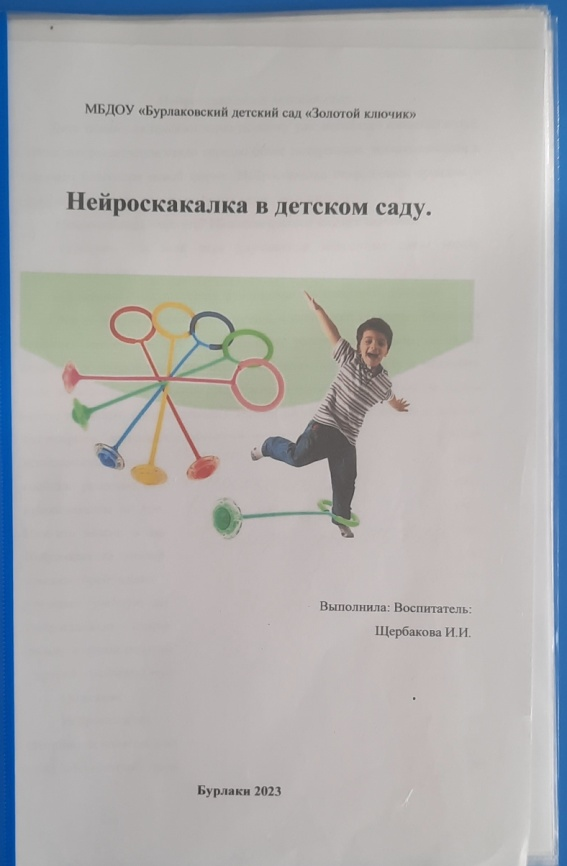 МБДОУ «Бурлаковский детский сад «Золотой ключик»
Нейроскакалка в детском саду.
Выполнила: Воспитатель:
Щербакова И.И.
Бурлаки 2023